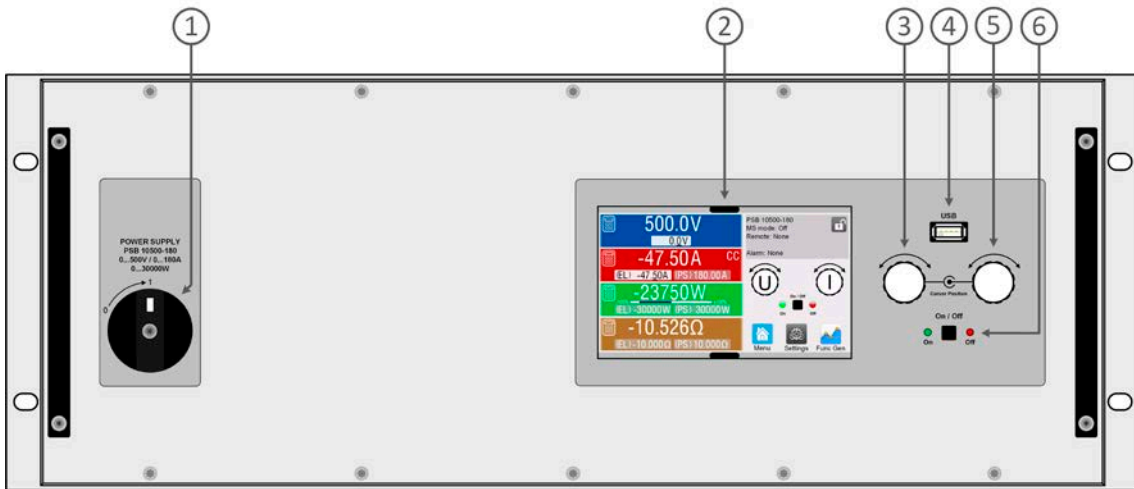 1
2
3
4
5
6
POWER SUPPLY
PSB 10500-180
0...500V / 0...180A
0...30000W
0
1
500.0V
0.0V
-47.50A CC
(EL) -47.50A (PS) 180.00A
-23750W
(EL)-30000W (PS) 30000W
-10.526Ω
(EL)-10.000Ω (PS) 10.000Ω
PSB 10500-180
MS mode: Off
Remote: None
Alarm: None
U
I
On / Off
On
Off
Menu
Settings
Func Gen
USB
Cursor Position
On / Off
On
Off